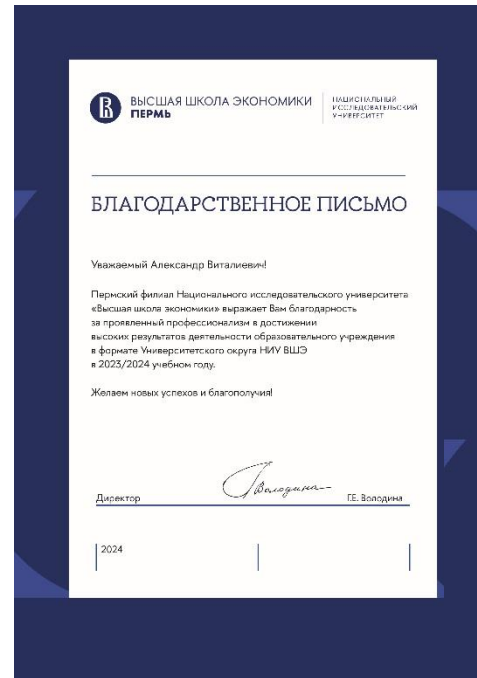 ВЫСШАЯ ШКОЛА ЭКОНОМИКИ
ПЕРМЬ
НАЦИОНАЛЬНЫЙ
ИССЛЕДОВАТЕЛЬСКИЙ
УНИВЕРСИТЕТ
БЛАГОДАРСТВЕННОЕ ПИСЬМО
Уважаемый Александр Виталиевич!
Пермский филиал Национального исследовательского университета
«Высшая школа экономики» выражает Вам благодарность
за проявленный профессионализм в достижении
высоких результатов деятельности образовательного учреждения
в формате Университетского округа НИУ ВШЭ
в 2023/2024 учебном году.
Желаем новых успехов и благополучия!
Володина
Директор
Г.Е. Володина
2024